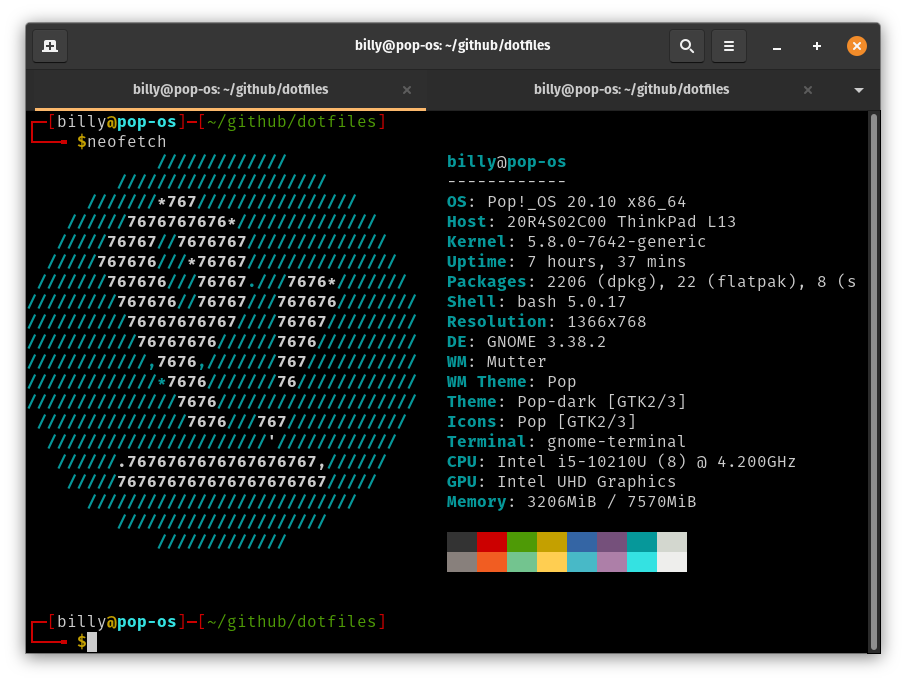 billy@pop-os: ~/github/dotfiles
billy@pop-os: ~/github/dotfiles
billy@pop-os: ~/github/dotfiles
┌─[billy@pop-os]─[~/github/dotfiles]
└──╼ $neofetch
             /////////////
         /////////////////////
      ///////*767////////////////
    //////7676767676*//////////////
   /////76767//7676767//////////////
  /////767676///*76767///////////////
 ///////767676///76767.///7676*///////
/////////767676//76767///767676////////
//////////76767676767////76767/////////
///////////76767676//////7676//////////
////////////,7676,///////767///////////
/////////////*7676///////76////////////
///////////////7676////////////////////
 ///////////////7676///767////////////
  //////////////////////'////////////
   //////.7676767676767676767,//////
    /////767676767676767676767/////
      ///////////////////////////
         /////////////////////
             /////////////
billy@pop-os
------------
OS: Pop!_OS 20.10 x86_64
Host: 20R4S02C00 ThinkPad L13
Kernel: 5.8.0-7642-generic
Uptime: 7 hours, 37 mins
Packages: 2206 (dpkg), 22 (flatpak), 8 (s
Shell: bash 5.0.17
Resolution: 1366x768
DE: GNOME 3.38.2
WM: Mutter
WM Theme: Pop
Theme: Pop-dark [GTK2/3]
Icons: Pop [GTK2/3]
Terminal: gnome-terminal
CPU: Intel i5-10210U (8) @ 4.200GHz
GPU: Intel UHD Graphics
Memory: 3206MiB / 7570MiB
┌─[billy@pop-os]─[~/github/dotfiles]
└──╼ $